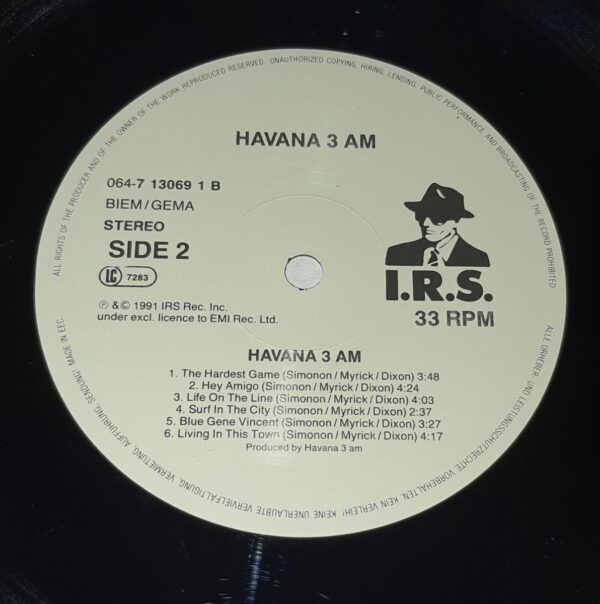 ALL RIGHTS OF THE PRODUCER AND OF THE OWNER OF THE WORK REPRODUCED RESERVED. UNAUTHORIZED COPYING, HIRING, LENDING, PUBLIC PERFORMANCE AND BROADCASTING OF THE RECORD PROHIBITED.
HAVANA 3 AM
064-7 13069 1 B
BIEM/GEMA
STEREO
SIDE 2
LC 7283
℗ & © 1991 IRS Rec. Inc.
under excl. licence to EMI Rec. Ltd.
I.R.S.
33 RPM
HAVANA 3 AM
1. The Hardest Game (Simonon/Myrick/Dixon) 3:48
2. Hey Amigo (Simonon/Myrick/Dixon) 4:24
3. Life On The Line (Simonon/Myrick/Dixon) 4:03
4. Surf In The City (Simonon/Myrick/Dixon) 2:37
5. Blue Gene Vincent (Simonon/Myrick/Dixon) 3:27
6. Living In This Town (Simonon/Myrick/Dixon) 4:17
Produced by Havana 3 am
ALLE URHEBER- UND LEISTUNGSSCHUTZRECHTE VORBEHALTEN. KEIN VERLEIH! KEINE UNERLAUBTE VERVIELFÄLTIGUNG, VERMIETUNG, AUFFÜHRUNG, SENDUNG! MADE IN EEC